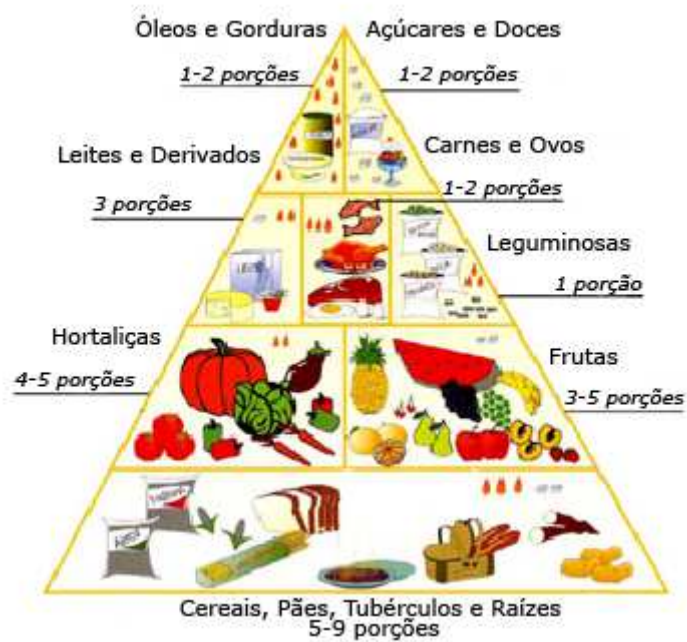 Óleos e Gorduras
1-2 porções
Açúcares e Doces
1-2 porções
Leites e Derivados
3 porções
Carnes e Ovos
1-2 porções
Leguminosas
1 porção
Hortaliças
4-5 porções
Frutas
3-5 porções
Cereais, Pães, Tubérculos e Raízes
5-9 porções